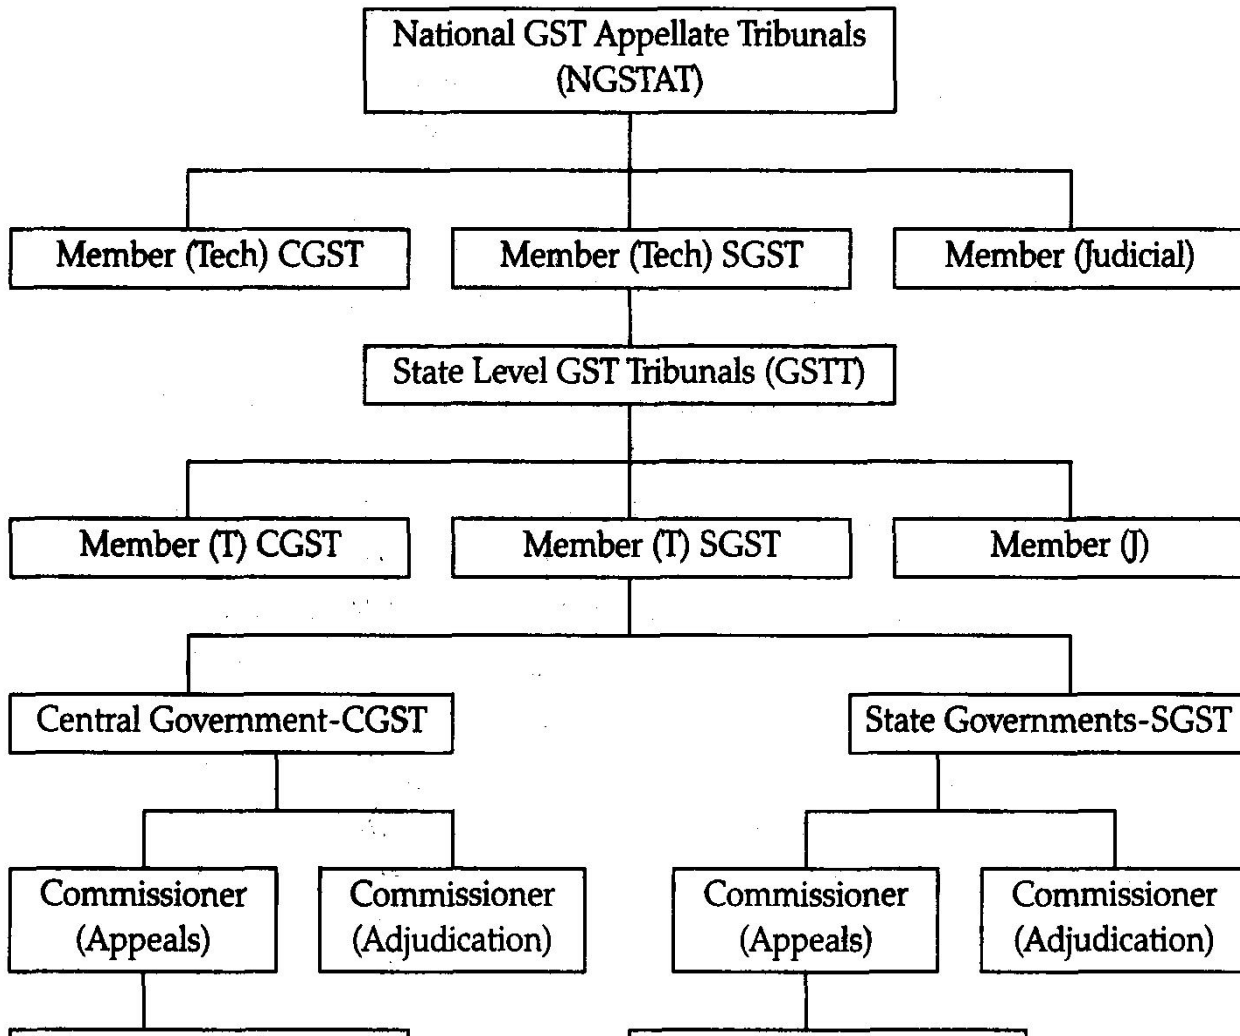 National GST Appellate Tribunals
(NGSTAT)
Member (Tech) CGST
Member (Tech) SGST
Member (Judicial)
State Level GST Tribunals (GSTT)
Member (T) CGST
Member (T) SGST
Member (J)
Central Government-CGST
State Governments-SGST
Commissioner
(Appeals)
Commissioner
(Adjudication)
Commissioner
(Appeals)
Commissioner
(Adjudication)